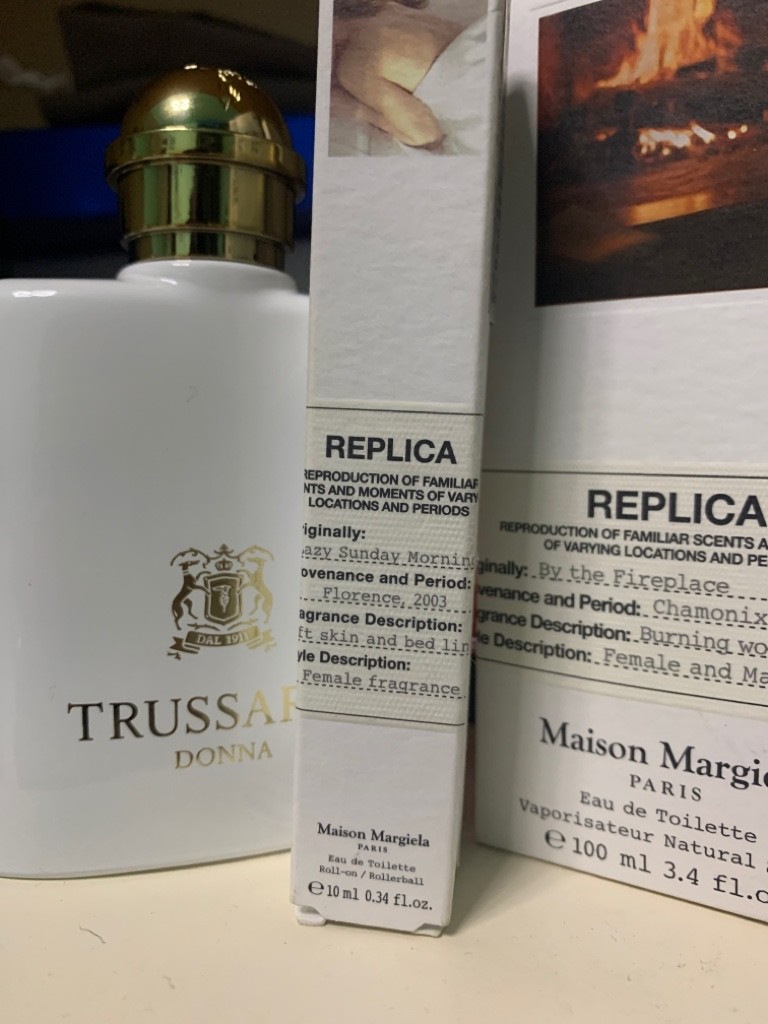 DAL 1911
TRUSSAR
DONNA
REPLICA
REPRODUCTION OF FAMILIAR
NTS AND MOMENTS OF VARY
LOCATIONS AND PERIODS
riginally:
azy Sunday Mornin
ovenance and Period:
Florence, 2003
agrance Description:
ft skin and bed lin
yle Description:
Female fragrance
Maison Margiela
PARIS
Eau de Toilette
Roll-on / Rollerball
℮ 10 ml 0.34 fl.oz.
REPLICA
REPRODUCTION OF FAMILIAR SCENTS A
OF VARYING LOCATIONS AND PE
ginally: By the Fireplace
venance and Period: Chamonix
grance Description: Burning wo
le Description: Female and Ma
Maison Margie
PARIS
Eau de Toilette
Vaporisateur Natural
℮ 100 ml 3.4 fl.o